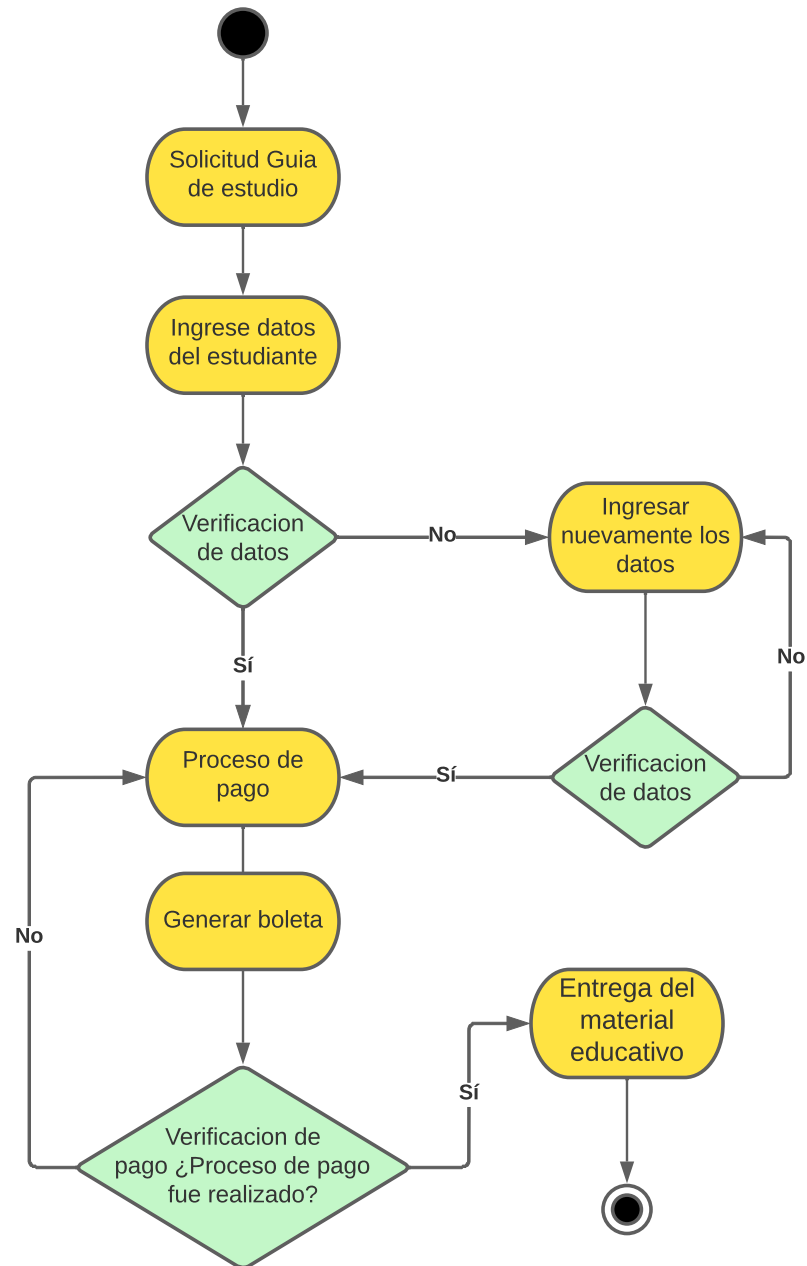 Solicitud Guia
de estudio
Ingrese datos
del estudiante
Verificacion
de datos
No
Ingresar
nuevamente los
datos
No
Sí
Proceso de
pago
Sí
Verificacion
de datos
Generar boleta
No
Entrega del
material
educativo
Sí
Verificacion de
pago ¿Proceso de pago
fue realizado?